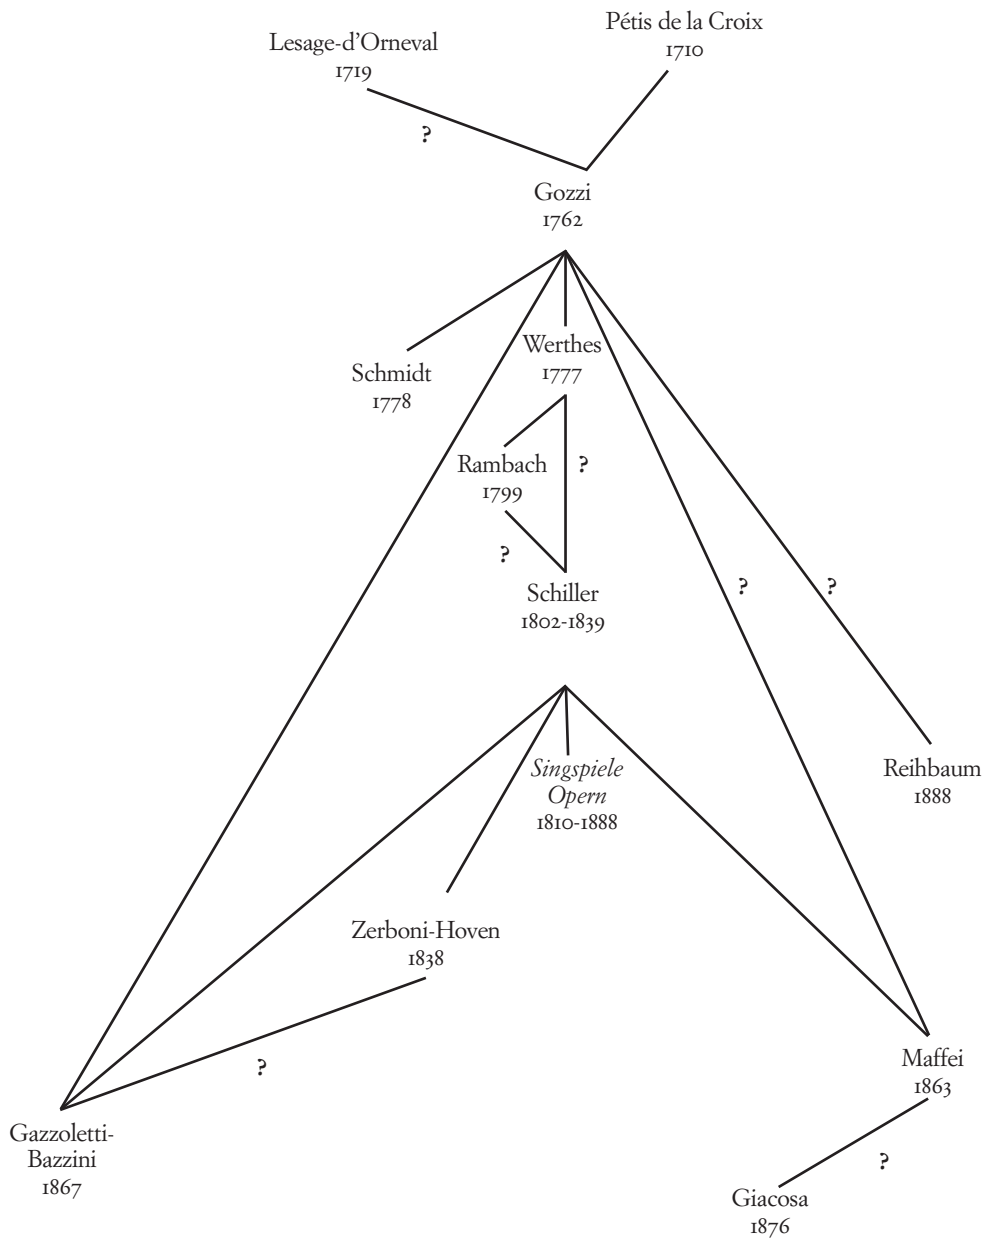 Pétis de la Croix
1710
Lesage-d’Orneval
1719
?
Gozzi
1762
Werthes
1777
Schmidt
1778
Rambach
1799
?
?
Schiller
1802-1839
?
?
Singspiele
Opern
1810-1888
Reihbaum
1888
Zerboni-Hoven
1838
?
Maffei
1863
Gazzoletti-
Bazzini
1867
?
Giacosa
1876